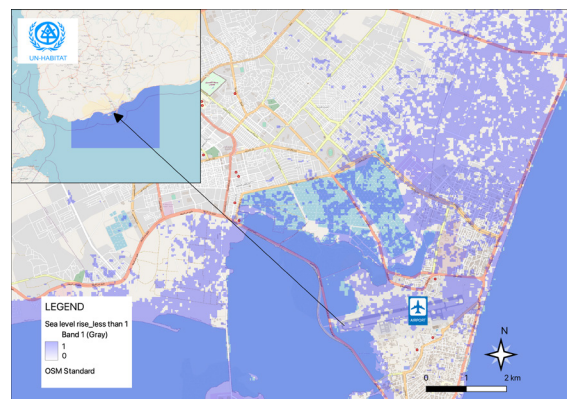 UN-HABITAT
AIRPORT
LEGEND
Sea level rise_less than 1
Band 1 (Gray)
1
0
OSM Standard
N
0 1 2 km